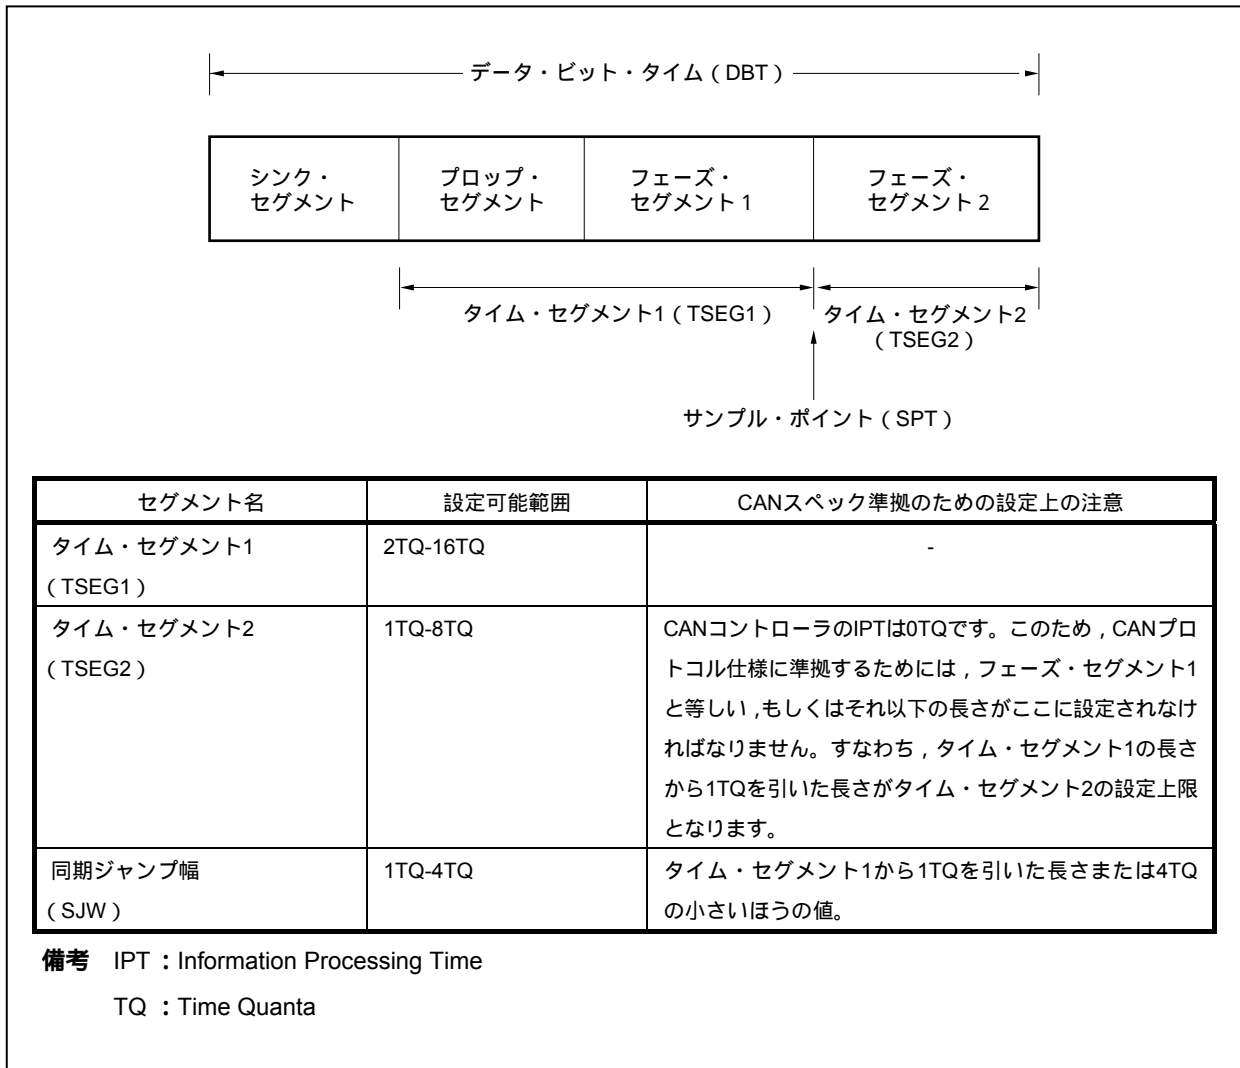 データ・ビット・タイム（DBT）
シンク・
セグメント
プロップ・
セグメント
フェーズ・
セグメント 1
フェーズ・
セグメント 2
タイム・セグメント1（TSEG1）
タイム・セグメント2
（TSEG2）
サンプル・ポイント（SPT）
セグメント名
設定可能範囲
CANスペック準拠のための設定上の注意
タイム・セグメント1
（TSEG1）
2TQ-16TQ
-
タイム・セグメント2
（TSEG2）
1TQ-8TQ
CANコントローラのIPTは0TQです。このため，CANプロ
トコル仕様に準拠するためには，フェーズ・セグメント1
と等しい，もしくはそれ以下の長さがここに設定されなけ
ればなりません。すなわち，タイム・セグメント1の長さ
から1TQを引いた長さがタイム・セグメント2の設定上限
となります。
同期ジャンプ幅
（SJW）
1TQ-4TQ
タイム・セグメント1から1TQを引いた長さまたは4TQ
の小さいほうの値。
備考 IPT：Information Processing Time
TQ：Time Quanta